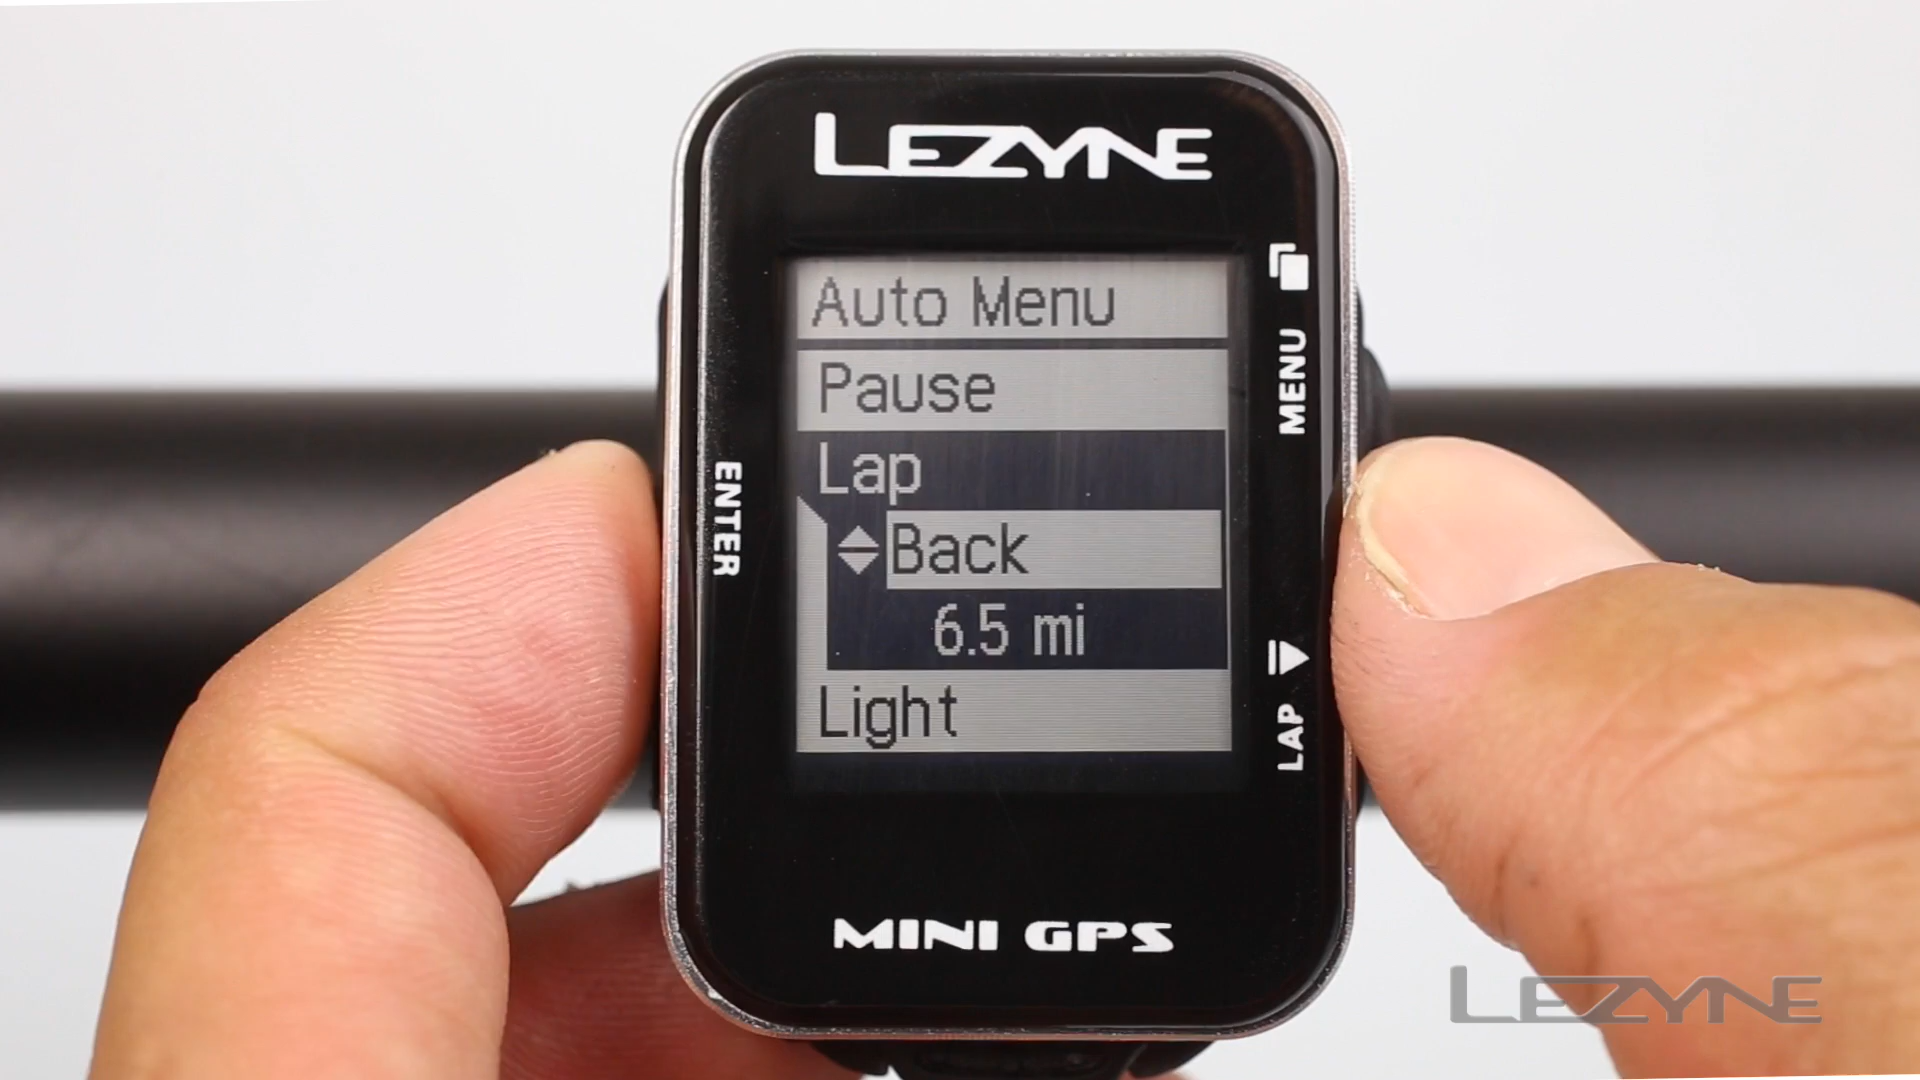 LEZYNE
Auto Menu
Pause
Lap
Back
6.5 mi
Light
ENTER
MENU
LAP
MINI GPS
LEZYNE